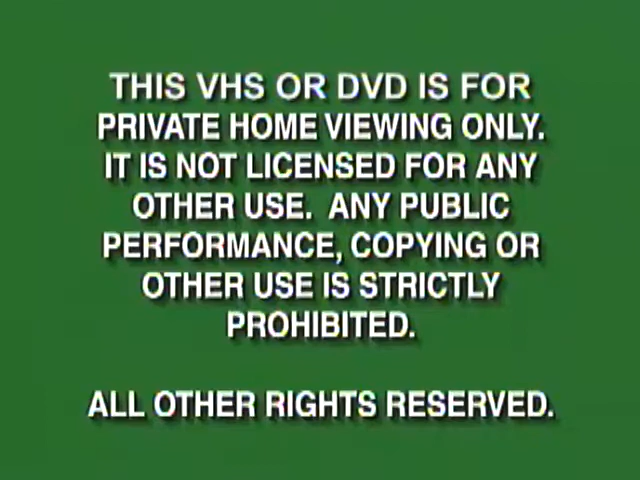 THIS VHS OR DVD IS FOR
PRIVATE HOME VIEWING ONLY.
IT IS NOT LICENSED FOR ANY
OTHER USE.  ANY PUBLIC
PERFORMANCE, COPYING OR
OTHER USE IS STRICTLY
PROHIBITED.
ALL OTHER RIGHTS RESERVED.